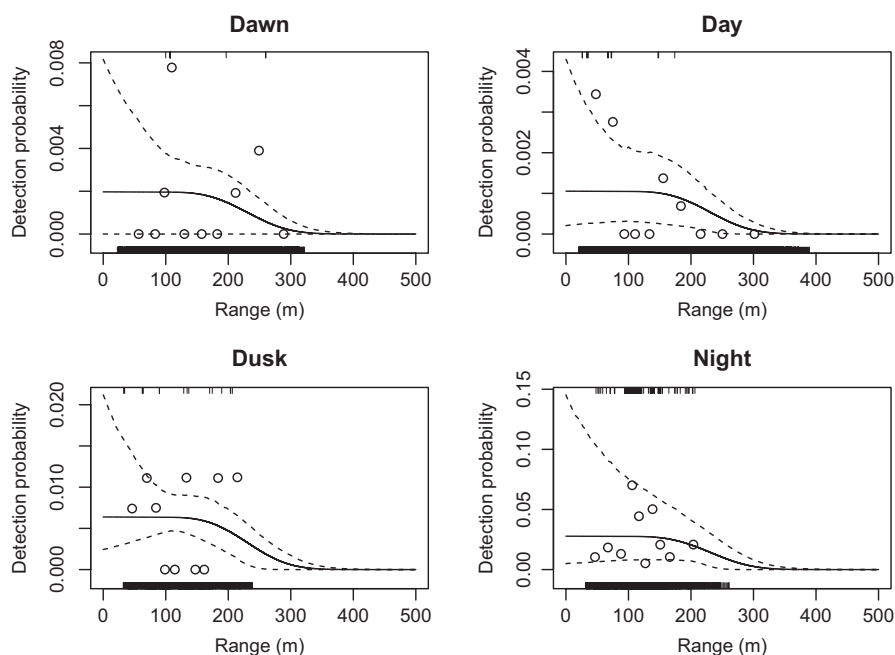 Dawn
Detection probability
0.000 0.004 0.008
0 100 200 300 400 500
Range (m)
Day
Detection probability
0.000 0.002 0.004
0 100 200 300 400 500
Range (m)
Dusk
Detection probability
0.000 0.010 0.020
0 100 200 300 400 500
Range (m)
Night
Detection probability
0.00 0.05 0.10 0.15
0 100 200 300 400 500
Range (m)